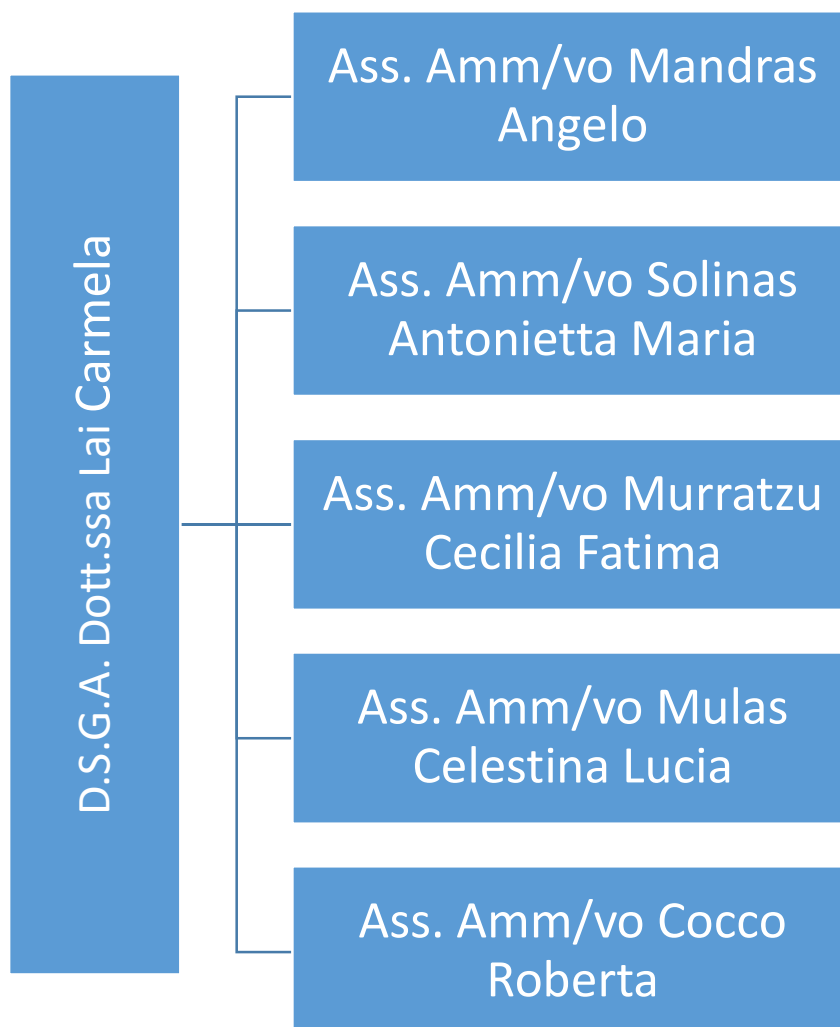 D.S.G.A. Dott.ssa Lai Carmela
Ass. Amm/vo Mandras
Angelo
Ass. Amm/vo Solinas
Antonietta Maria
Ass. Amm/vo Murratzu
Cecilia Fatima
Ass. Amm/vo Mulas
Celestina Lucia
Ass. Amm/vo Cocco
Roberta